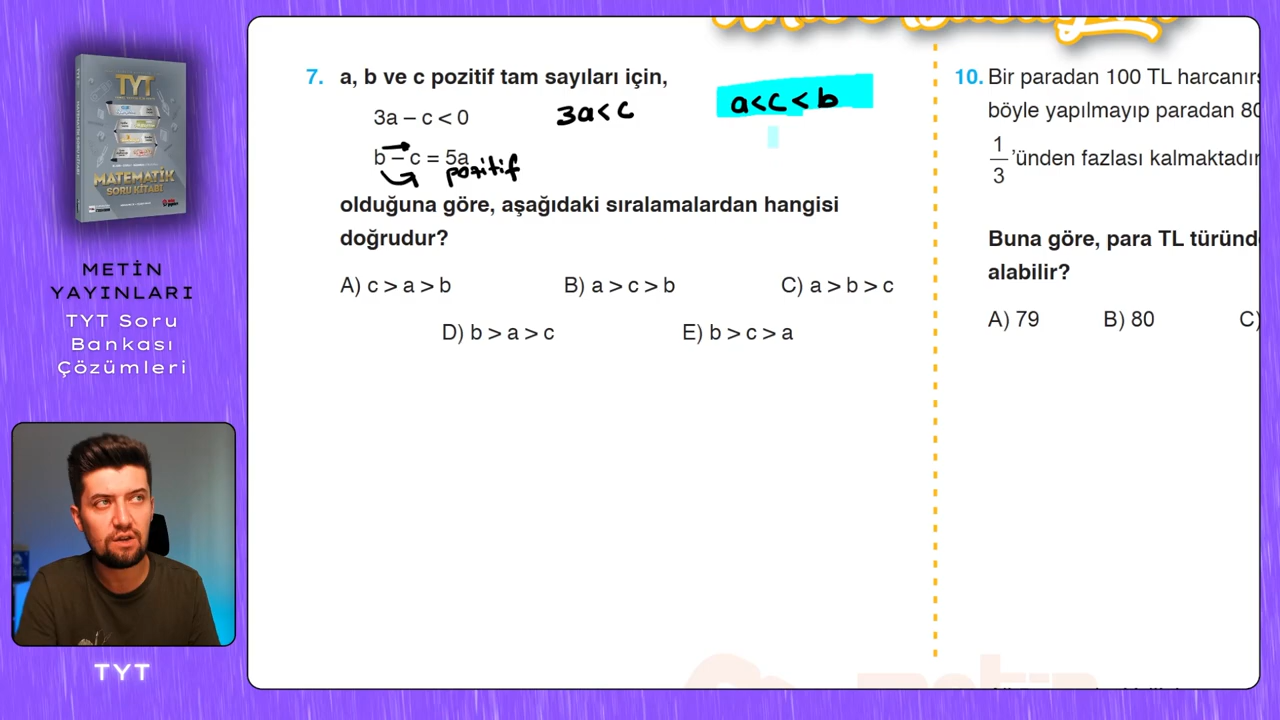 TYT
MATEMATİK
SORU KİTABI
METİN
YAYINLARI
TYT Soru
Bankası
Çözümleri
TYT
7. a, b ve c pozitif tam sayıları için,
3a – c < 0
3a<c
a<c<b
b – c = 5a
pozitif
olduğuna göre, aşağıdaki sıralamalardan hangisi
doğrudur?
A) c > a > b B) a > c > b C) a > b > c
D) b > a > c E) b > c > a
10. Bir paradan 100 TL harcanırs
böyle yapılmayıp paradan 80
1/3 'ünden fazlası kalmaktadır
Buna göre, para TL türünd
alabilir?
A) 79 B) 80 C)